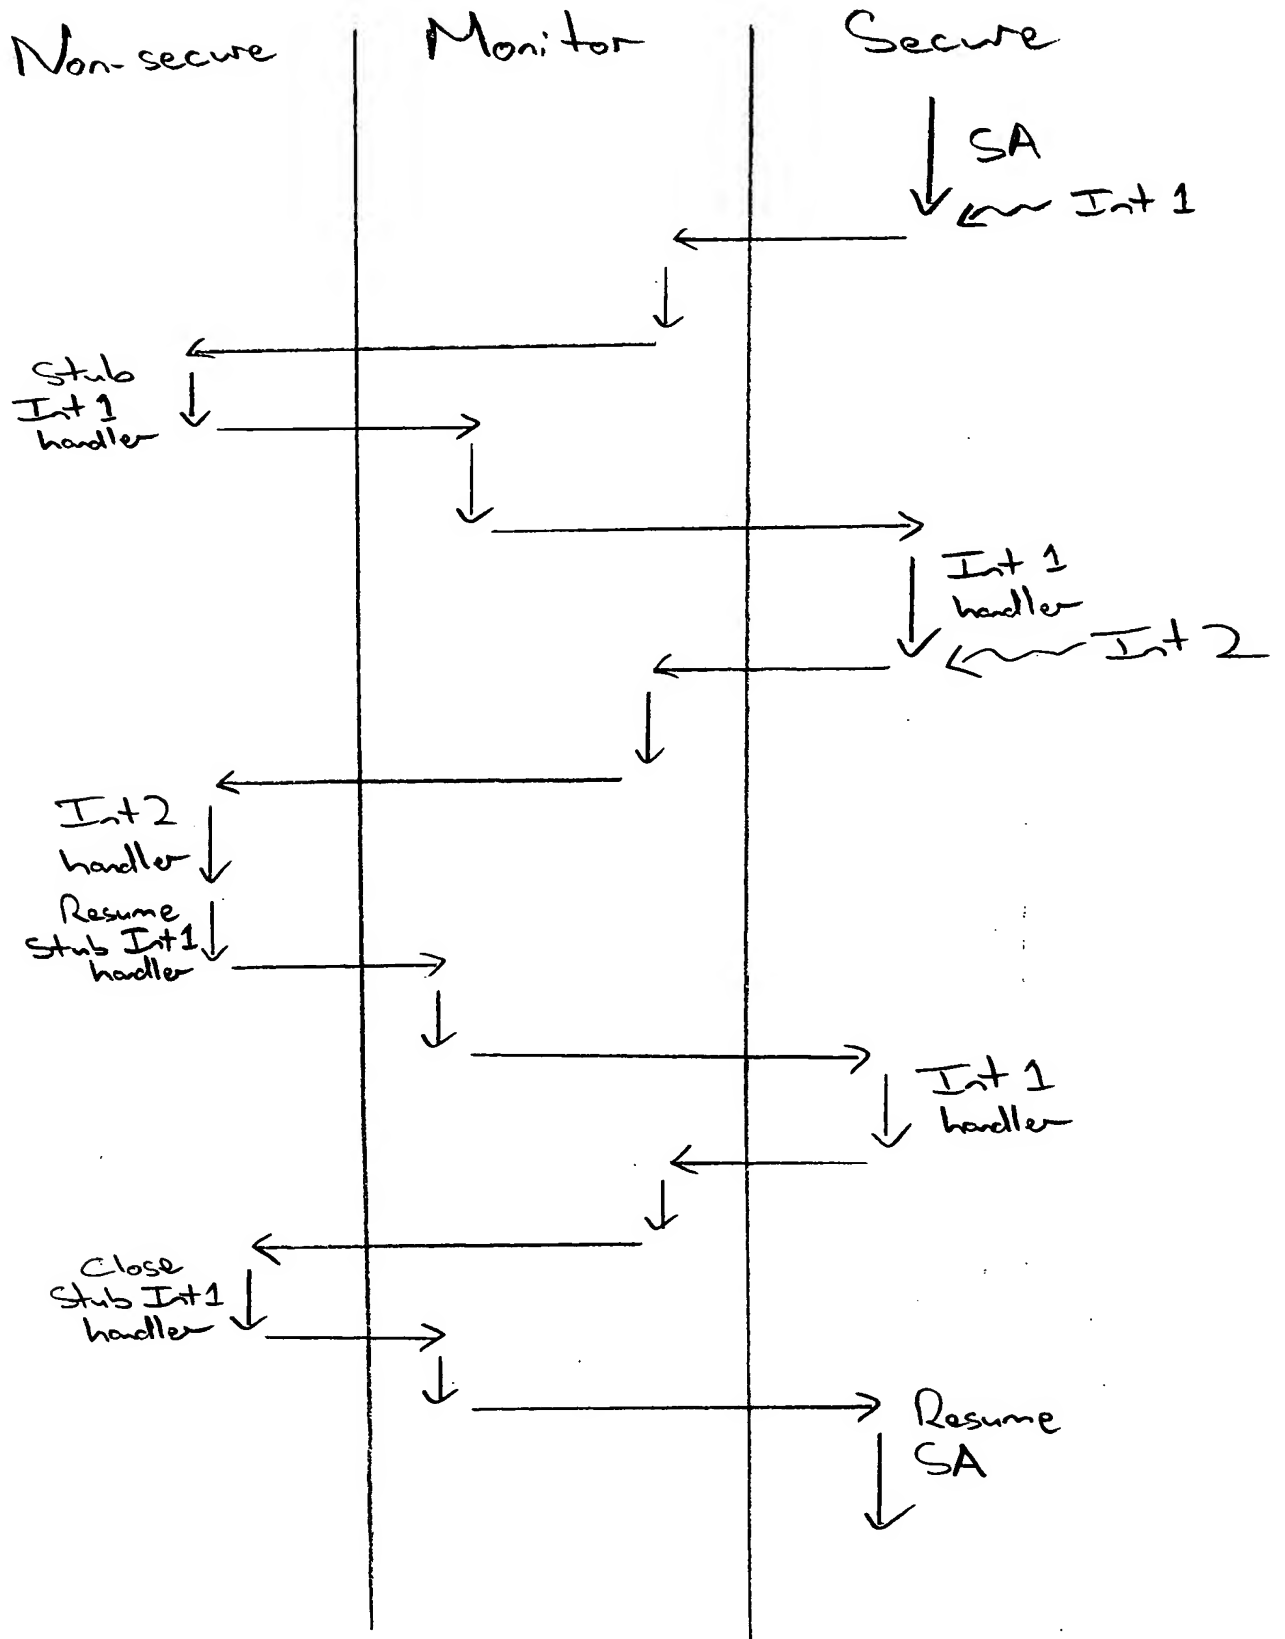 Non-secure
Monitor
Secure
SA
Int 1
Stub
Int 1
handler
Int 1
handler
Int 2
Int 2
handler
Resume
Stub Int 1
handler
Int 1
handler
Close
Stub Int 1
handler
Resume
SA